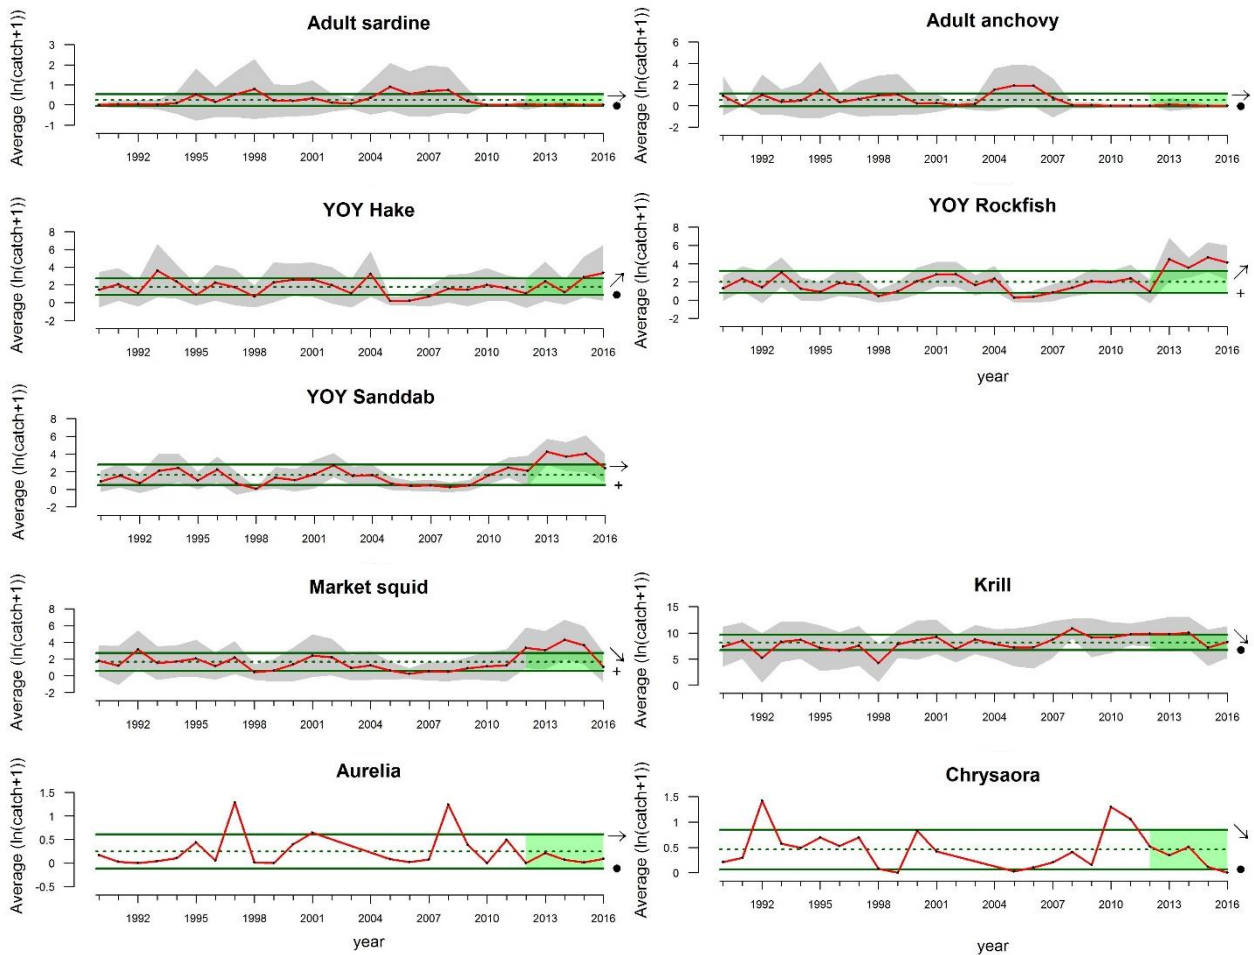 Adult sardine
Average (ln(catch+1))
3
2
1
0
-1
1992 1995 1998 2001 2004 2007 2010 2013 2016
Adult anchovy
Average (ln(catch+1))
6
4
2
0
-2
1992 1995 1998 2001 2004 2007 2010 2013 2016
YOY Hake
Average (ln(catch+1))
8
6
4
2
0
-2
1992 1995 1998 2001 2004 2007 2010 2013 2016
YOY Rockfish
Average (ln(catch+1))
8
6
4
2
0
-2
+
1992 1995 1998 2001 2004 2007 2010 2013 2016
year
YOY Sanddab
Average (ln(catch+1))
8
6
4
2
0
-2
+
1992 1995 1998 2001 2004 2007 2010 2013 2016
Market squid
Average (ln(catch+1))
8
6
4
2
0
-2
+
1992 1995 1998 2001 2004 2007 2010 2013 2016
Krill
Average (ln(catch+1))
15
10
5
0
1992 1995 1998 2001 2004 2007 2010 2013 2016
Aurelia
Average (ln(catch+1))
1.5
1
0.5
0
-0.5
1992 1995 1998 2001 2004 2007 2010 2013 2016
year
Chrysaora
Average (ln(catch+1))
1.5
1
0.5
0
1992 1995 1998 2001 2004 2007 2010 2013 2016
year